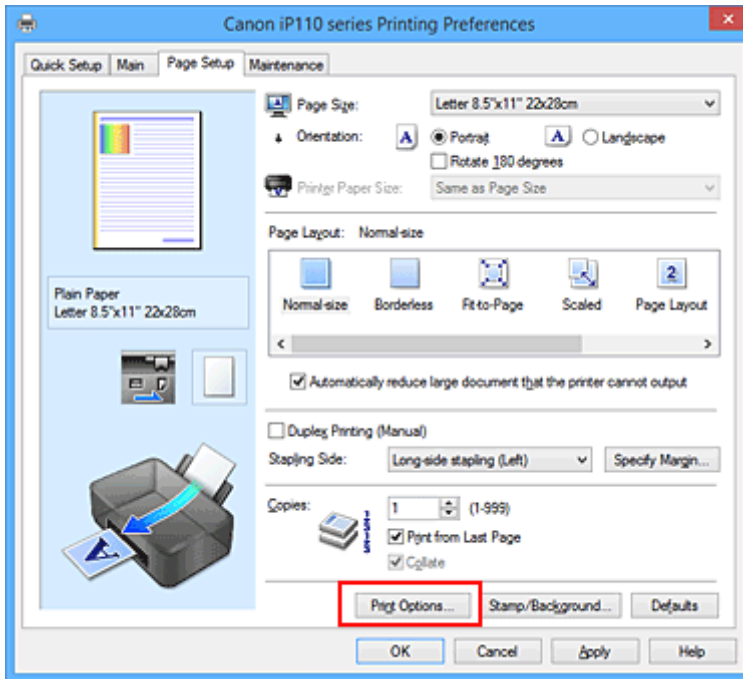 Canon iP110 series Printing Preferences
Quick Setup Main Page Setup Maintenance
Page Size: Letter 8.5"x11" 22x28cm
Orientation: A Portrait A Landscape
Rotate 180 degrees
Printer Paper Size: Same as Page Size
Page Layout: Normal-size
2
Normal-size Borderless Fit-to-Page Scaled Page Layout
Plain Paper
Letter 8.5"x11" 22x28cm
Automatically reduce large document that the printer cannot output
Duplex Printing (Manual)
Stapling Side: Long-side stapling (Left) Specify Margin...
Copies: 1 (1-999)
Print from Last Page
Collate
A
Print Options... Stamp/Background... Defaults
OK Cancel Apply Help